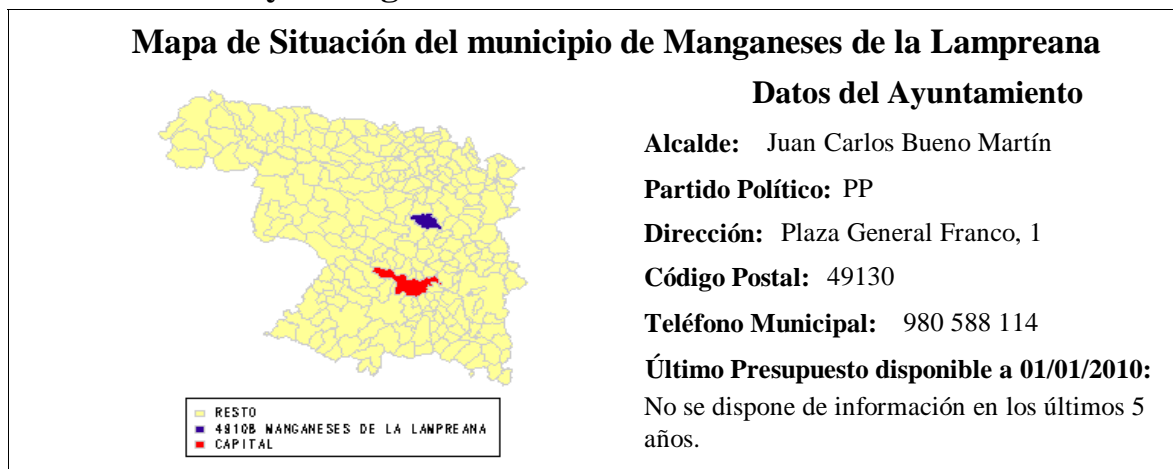 Mapa de Situación del municipio de Manganeses de la Lampreana
Datos del Ayuntamiento
Alcalde: Juan Carlos Bueno Martín
Partido Político: PP
Dirección: Plaza General Franco, 1
Código Postal: 49130
Teléfono Municipal: 980 588 114
Último Presupuesto disponible a 01/01/2010:
No se dispone de información en los últimos 5
años.
RESTO
MANGANESES DE LA LAMPREANA
CAPITAL